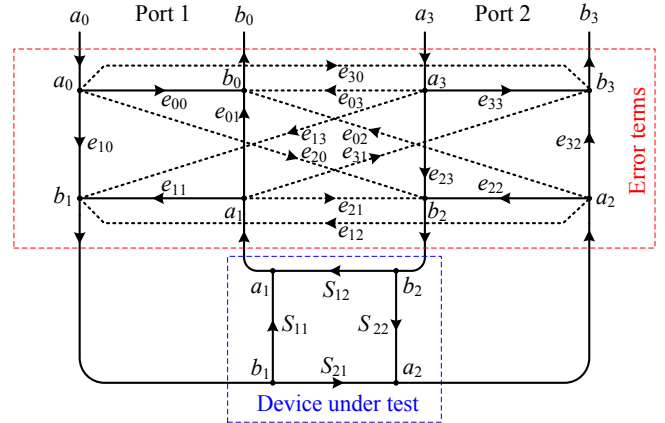 a₀ Port 1 b₀ a₃ Port 2 b₃
a₀ b₀ a₃ b₃
e₃₀
e₀₀ e₀₃ e₃₃
e₀₁
e₁₀ e₁₃ e₀₂ e₃₂
e₂₀ e₃₁
e₂₃
e₁₁ e₂₂
b₁ a₁ e₂₁ b₂ a₂
e₁₂
Error terms
a₁ S₁₂ b₂
S₁₁ S₂₂
b₁ S₂₁ a₂
Device under test